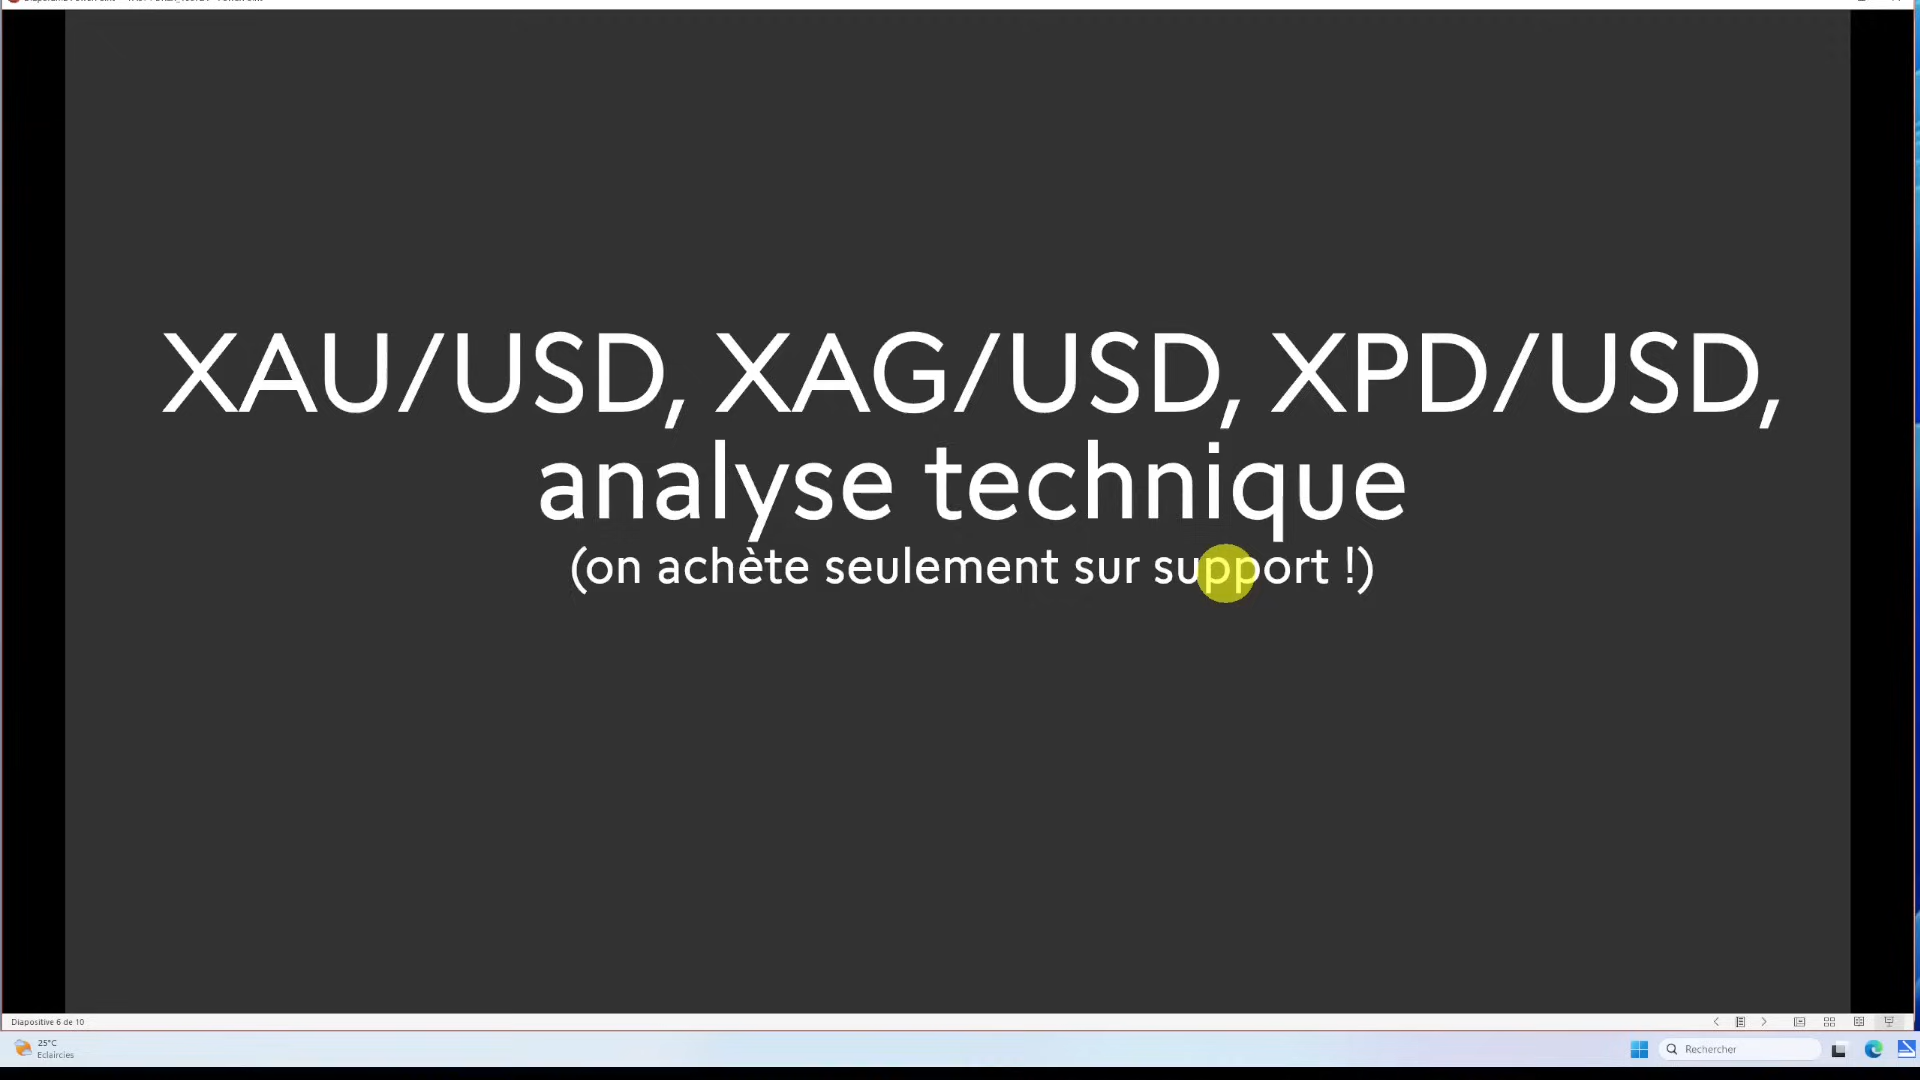 XAU/USD, XAG/USD, XPD/USD,
analyse technique
(on achète seulement sur support !)
Diapositive 6 de 10
25°C
Eclaircies
Rechercher